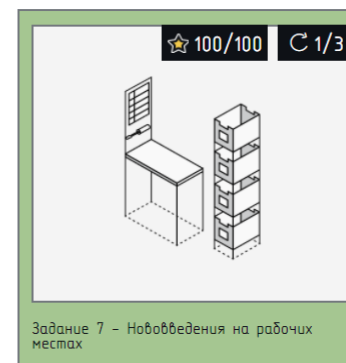 100/100 1/3
Задание 7 - Нововведения на рабочих
местах